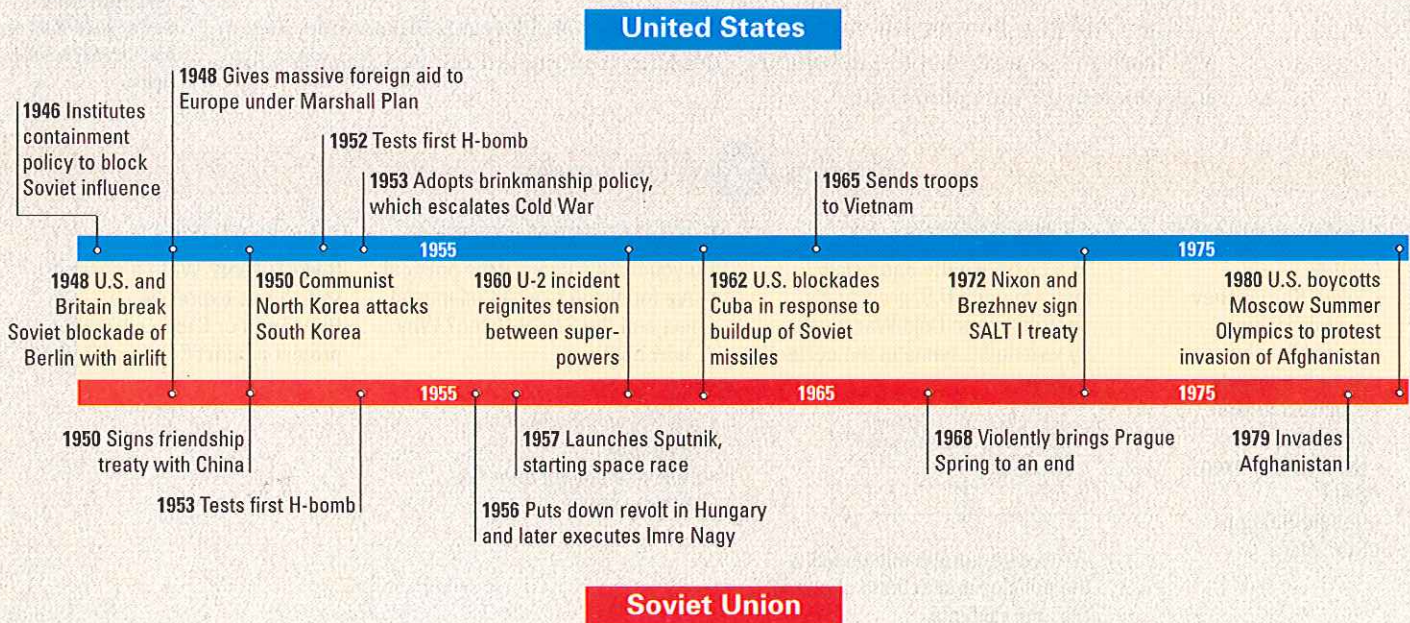 United States
1948 Gives massive foreign aid to
Europe under Marshall Plan
1946 Institutes
containment
policy to block
Soviet influence
1952 Tests first H-bomb
1953 Adopts brinkmanship policy,
which escalates Cold War
1965 Sends troops
to Vietnam
1955
1975
1948 U.S. and
Britain break
Soviet blockade of
Berlin with airlift
1950 Communist
North Korea attacks
South Korea
1960 U-2 incident
reignites tension
between super-
powers
1962 U.S. blockades
Cuba in response to
buildup of Soviet
missiles
1972 Nixon and
Brezhnev sign
SALT I treaty
1980 U.S. boycotts
Moscow Summer
Olympics to protest
invasion of Afghanistan
1955
1965
1975
1950 Signs friendship
treaty with China
1953 Tests first H-bomb
1956 Puts down revolt in Hungary
and later executes Imre Nagy
1957 Launches Sputnik,
starting space race
1968 Violently brings Prague
Spring to an end
1979 Invades
Afghanistan
Soviet Union